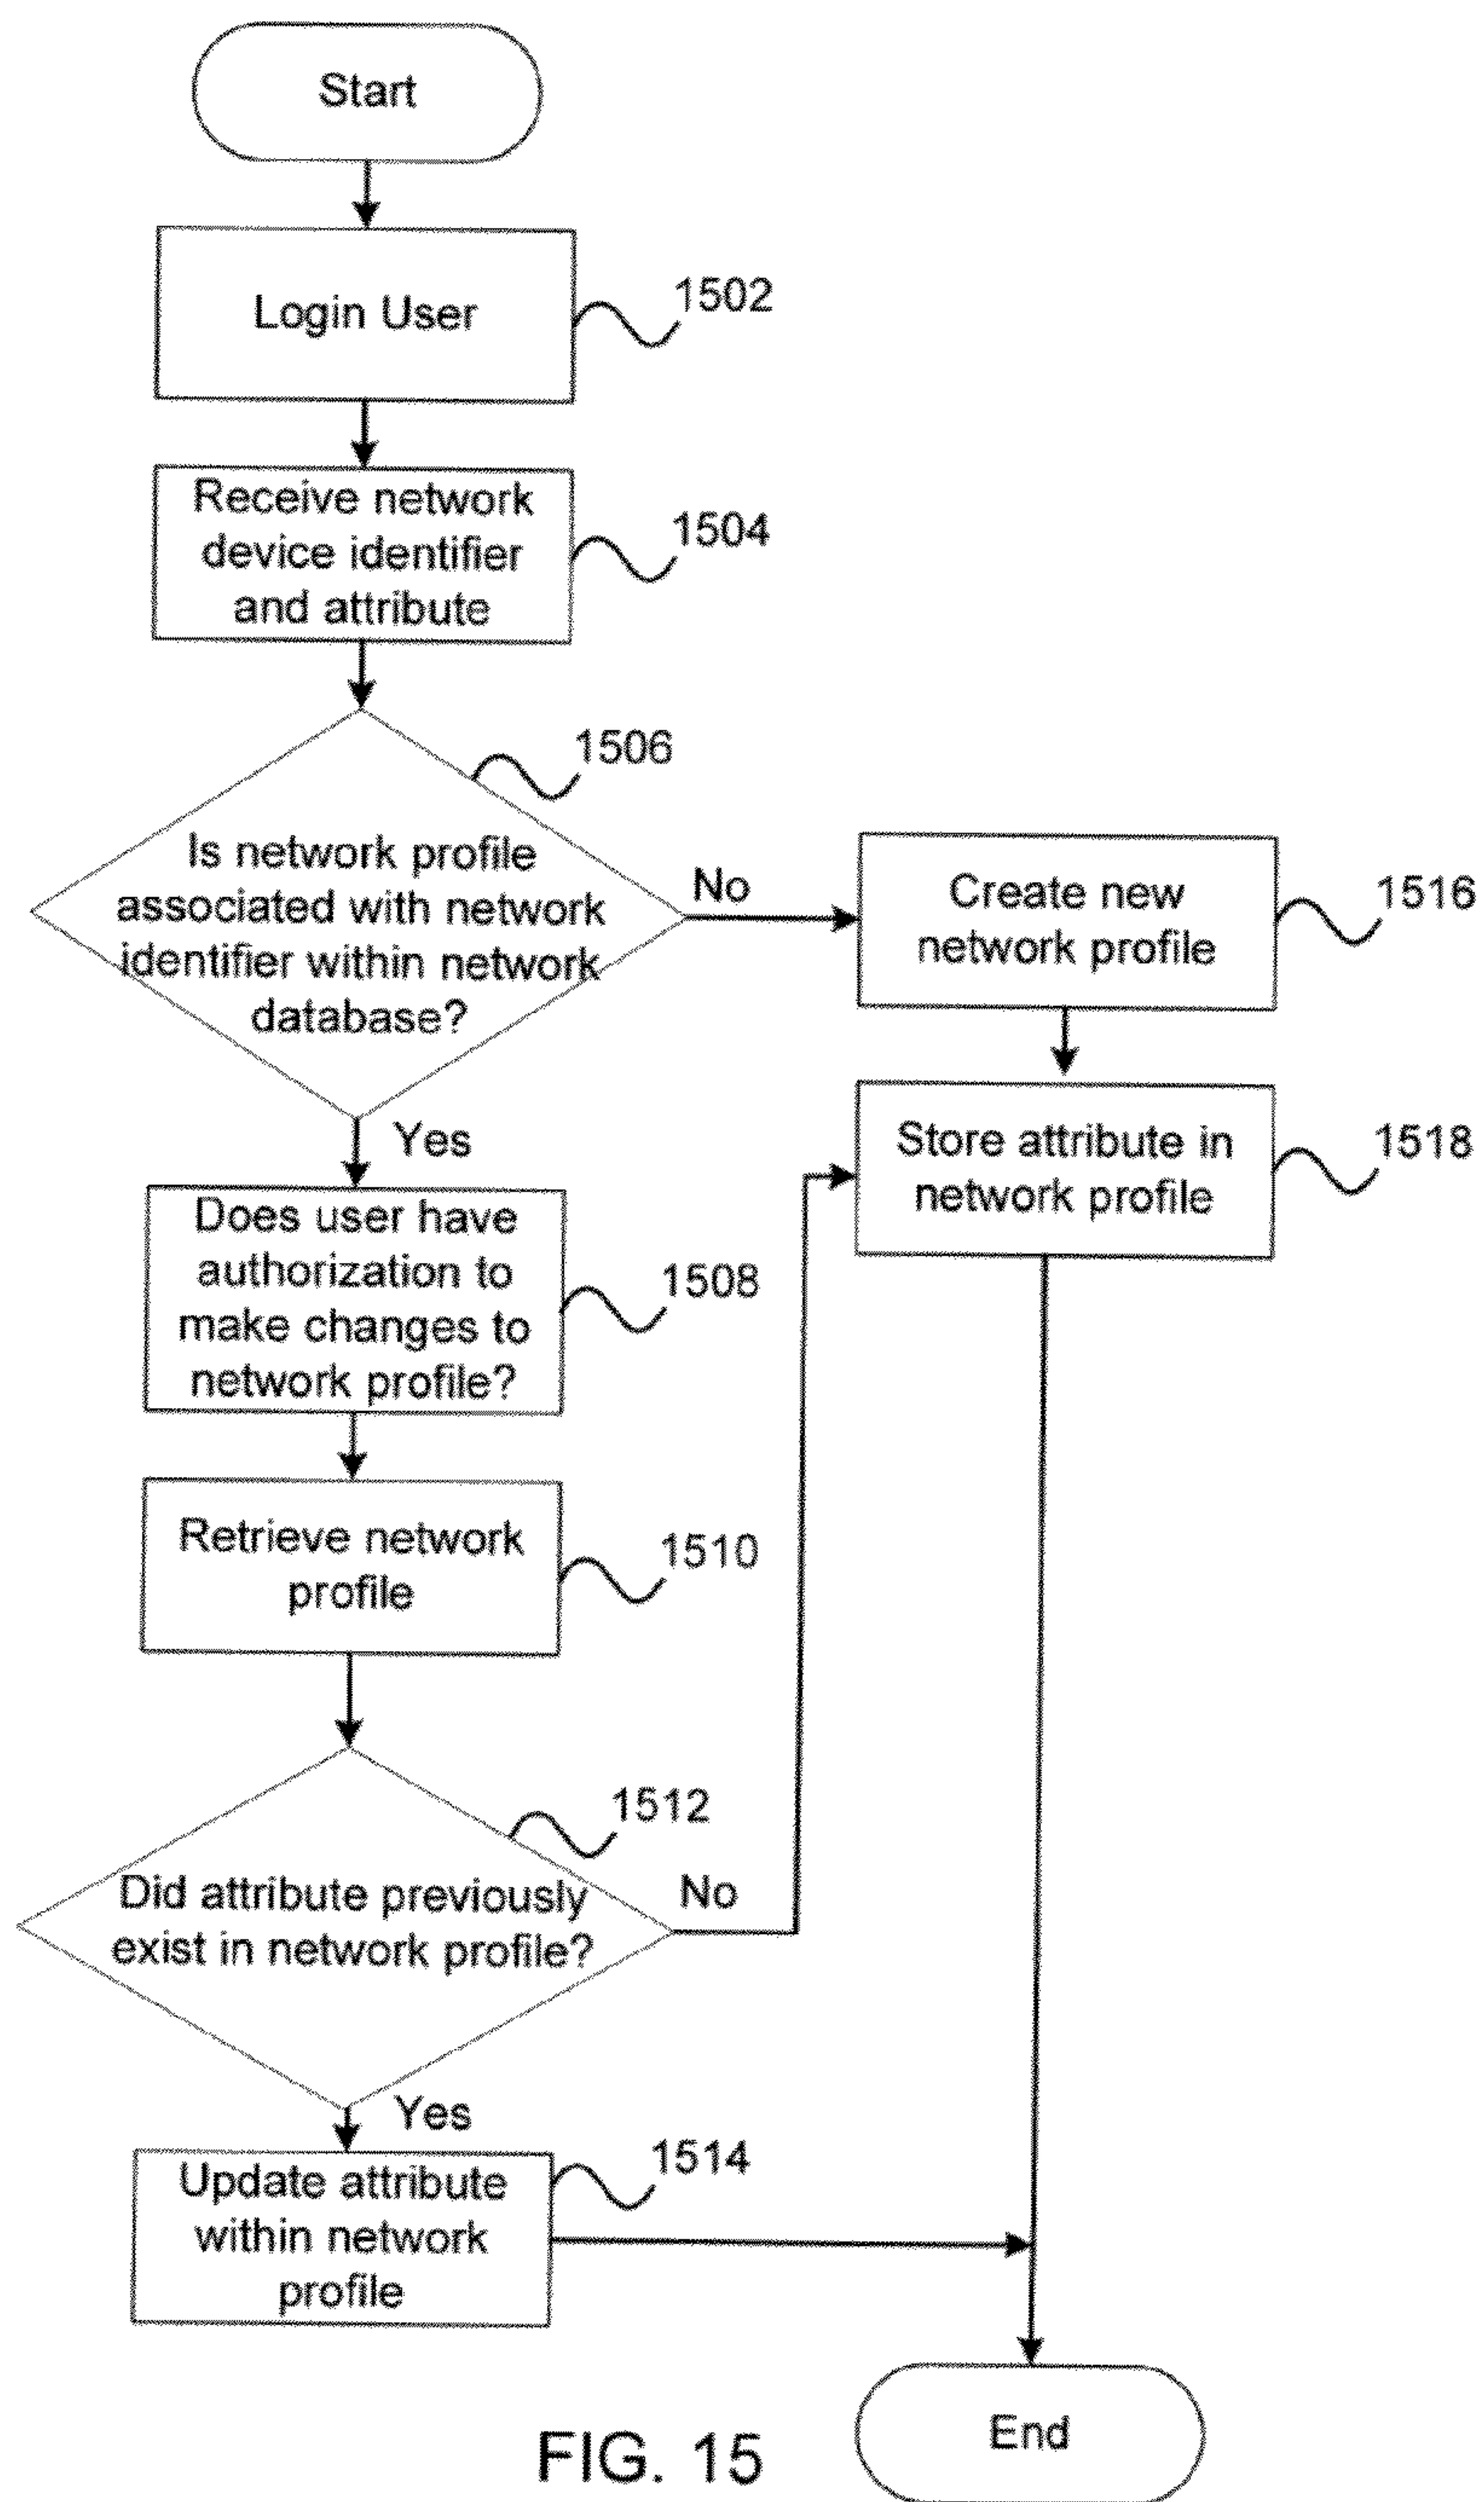 Start
Login User
1502
Receive network
device identifier
and attribute
1504
1506
Is network profile
associated with network
identifier within network
database?
No
Create new
network profile
1516
Yes
Store attribute in
network profile
1518
Does user have
authorization to
make changes to
network profile?
1508
Retrieve network
profile
1510
1512
Did attribute previously
exist in network profile?
No
Yes
Update attribute
within network
profile
1514
End
FIG. 15